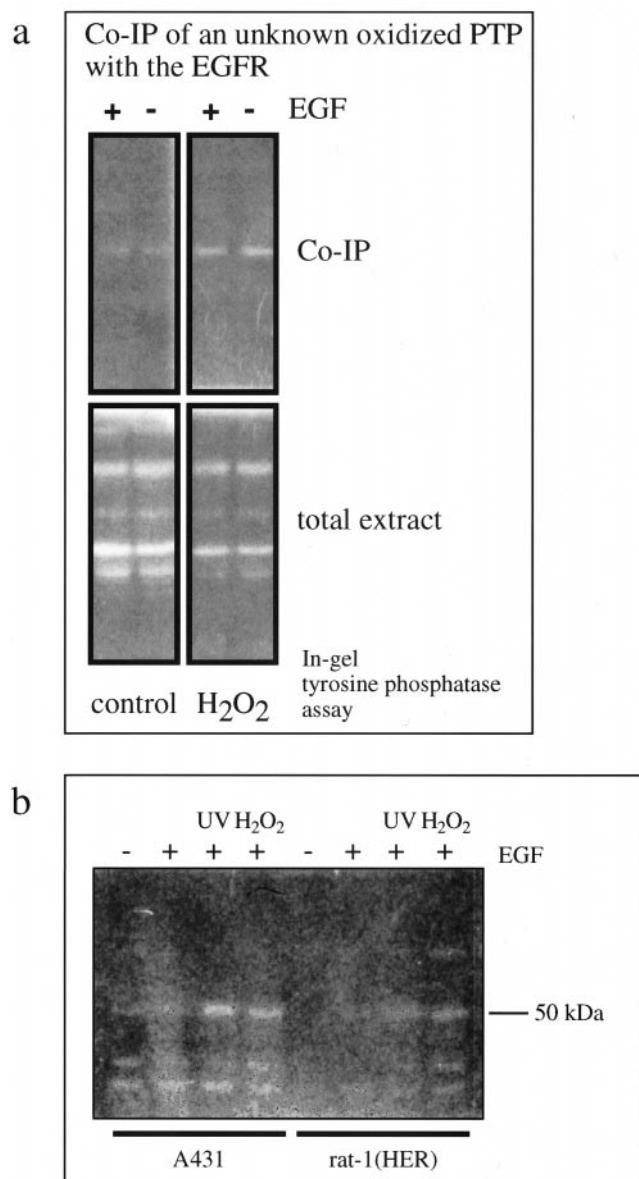 a
Co-IP of an unknown oxidized PTP
with the EGFR
+ - + - EGF
Co-IP
total extract
In-gel
tyrosine phosphatase
assay
control H2O2
b
UV H2O2 UV H2O2
- + + + - + + + EGF
50 kDa
A431 rat-1(HER)